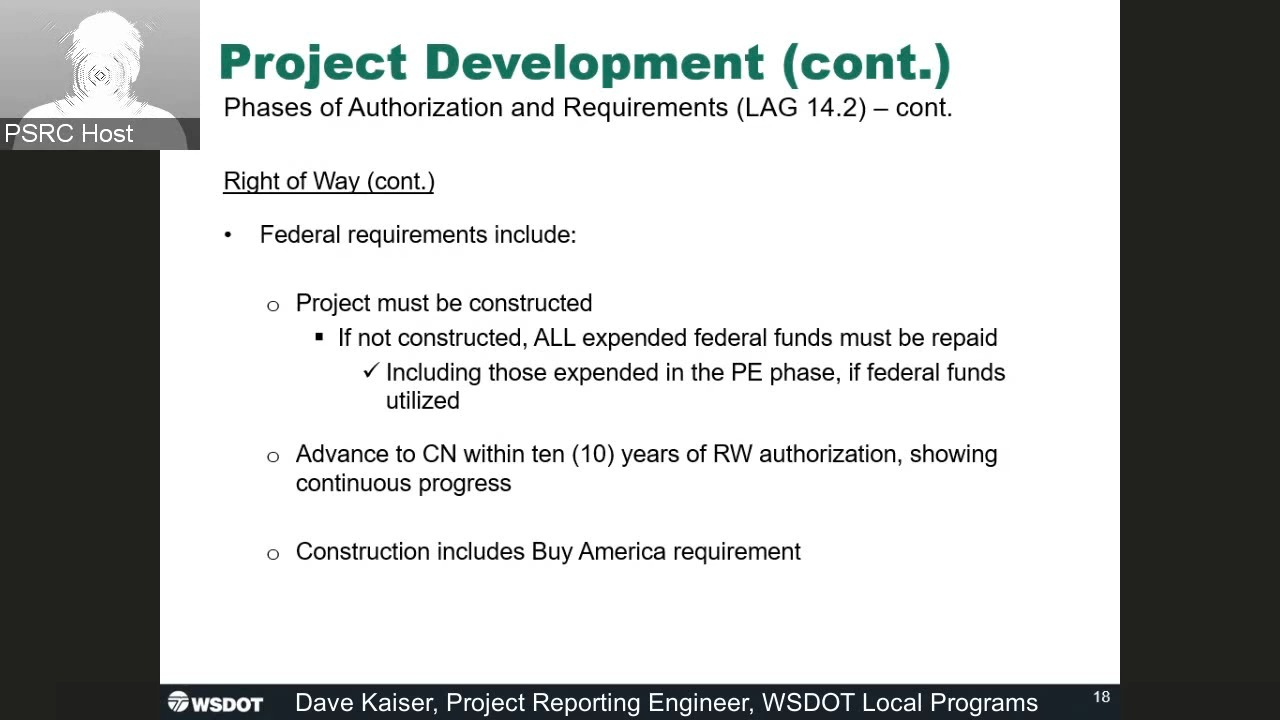 Project Development (cont.)
Phases of Authorization and Requirements (LAG 14.2) – cont.
PSRC Host
Right of Way (cont.)
• Federal requirements include:
o Project must be constructed
▪ If not constructed, ALL expended federal funds must be repaid
✓ Including those expended in the PE phase, if federal funds
utilized
o Advance to CN within ten (10) years of RW authorization, showing
continuous progress
o Construction includes Buy America requirement
WSDOT Dave Kaiser, Project Reporting Engineer, WSDOT Local Programs 18